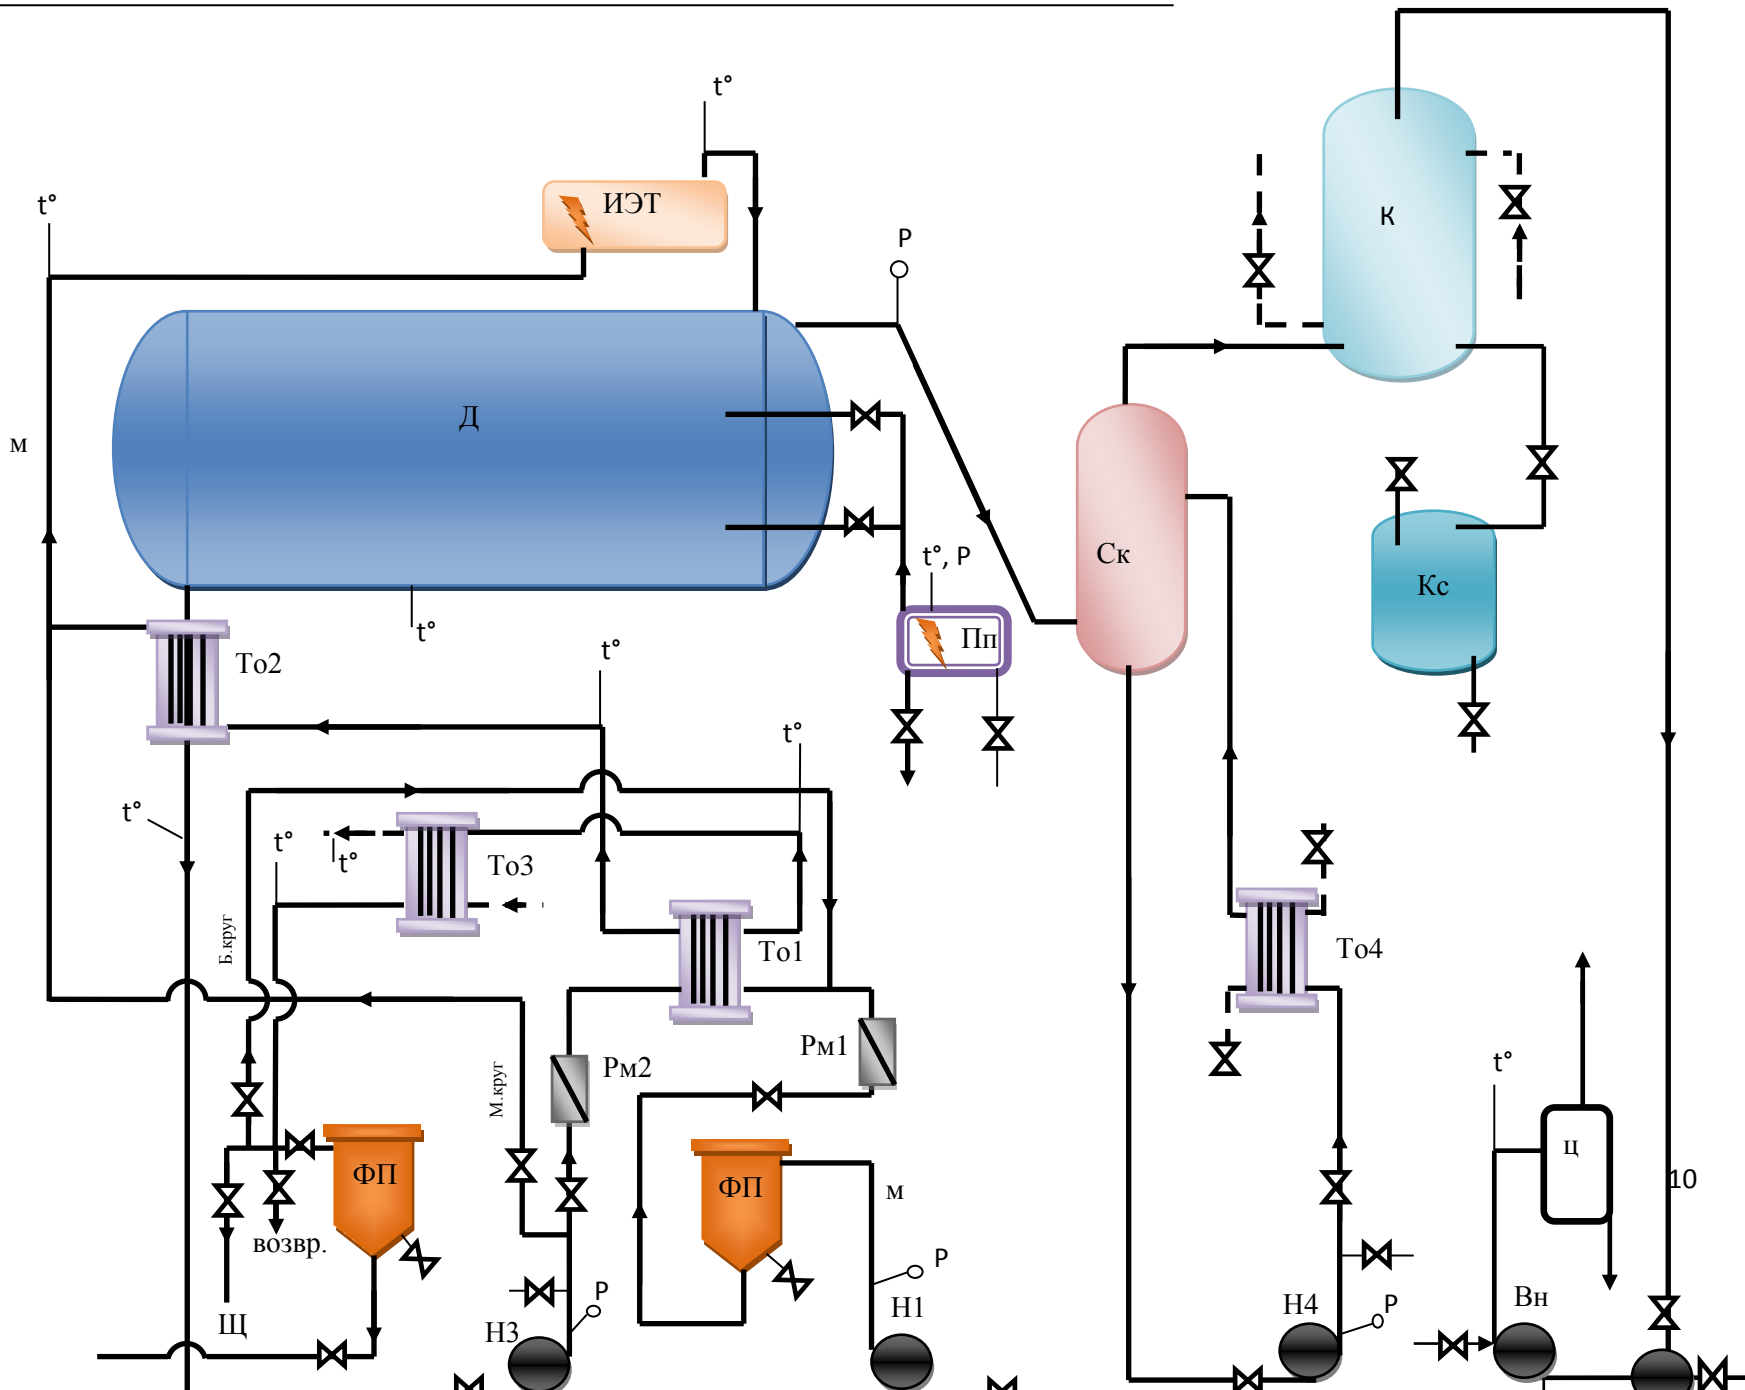 t°
ИЭТ
t°
P
К
м
Д
Ск
t°, P
Пп
Кс
t°
То2
t°
t°
t°
t°
t°
То3
Б.круг
То1
То4
Рм1
Рм2
М.круг
t°
ц
ФП
ФП
м
10
возвр.
P
P
Н1
Н4
P
Вн
Щ
Н3